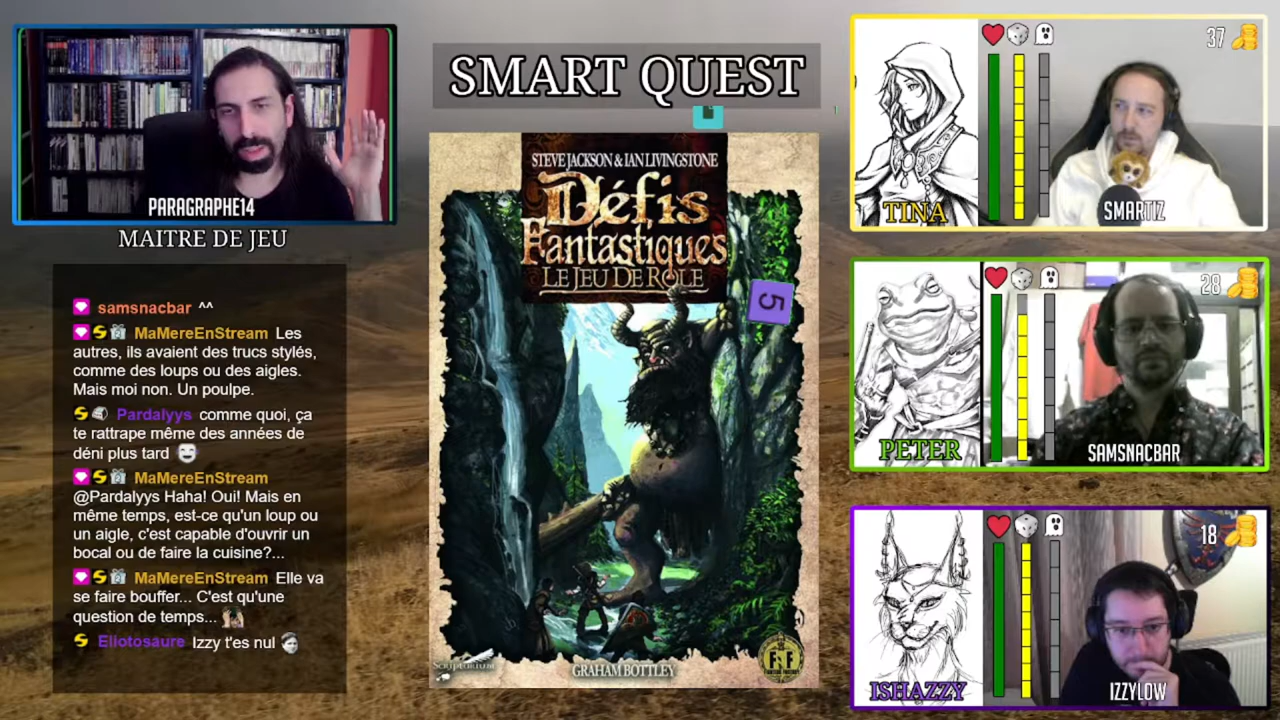 PARAGRAPHE14
MAITRE DE JEU
samsnacbar ^^
MaMereEnStream Les
autres, ils avaient des trucs stylés,
comme des loups ou des aigles.
Mais moi non. Un poulpe.
Pardalyys comme quoi, ça
te rattrape même des années de
déni plus tard
MaMereEnStream
@Pardalyys Haha! Oui! Mais en
même temps, est-ce qu'un loup ou
un aigle, c'est capable d'ouvrir un
bocal ou de faire la cuisine?...
MaMereEnStream Elle va
se faire bouffer... C'est qu'une
question de temps...
Eliotosaure Izzy t'es nul
SMART QUEST
STEVE JACKSON & IAN LIVINGSTONE
Défis
Fantastiques
LE JEU DE RÔLE
5
SCRIPTARIUM
GRAHAM BOTTLEY
FF
37
TINA
SMARTIZ
28
PETER
SAMSNACBAR
18
ISHAZZY
IZZYLOW